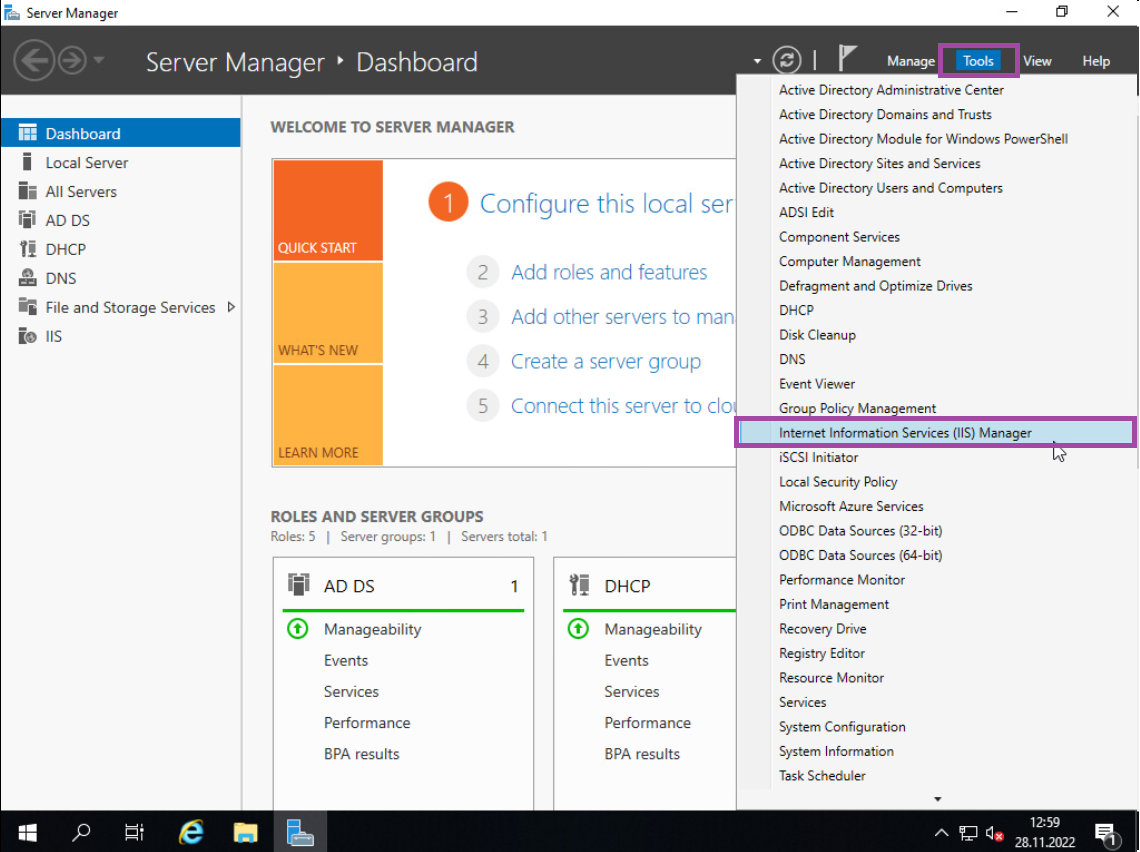 Server Manager
Server Manager ‣ Dashboard
Manage
Tools
View
Help
Dashboard
Local Server
All Servers
AD DS
DHCP
DNS
File and Storage Services
IIS
WELCOME TO SERVER MANAGER
QUICK START
WHAT'S NEW
LEARN MORE
1 Configure this local ser
2 Add roles and features
3 Add other servers to man
4 Create a server group
5 Connect this server to clou
ROLES AND SERVER GROUPS
Roles: 5 | Server groups: 1 | Servers total: 1
AD DS 1
Manageability
Events
Services
Performance
BPA results
DHCP
Manageability
Events
Services
Performance
BPA results
Active Directory Administrative Center
Active Directory Domains and Trusts
Active Directory Module for Windows PowerShell
Active Directory Sites and Services
Active Directory Users and Computers
ADSI Edit
Component Services
Computer Management
Defragment and Optimize Drives
DHCP
Disk Cleanup
DNS
Event Viewer
Group Policy Management
Internet Information Services (IIS) Manager
iSCSI Initiator
Local Security Policy
Microsoft Azure Services
ODBC Data Sources (32-bit)
ODBC Data Sources (64-bit)
Performance Monitor
Print Management
Recovery Drive
Registry Editor
Resource Monitor
Services
System Configuration
System Information
Task Scheduler
12:59
28.11.2022
1